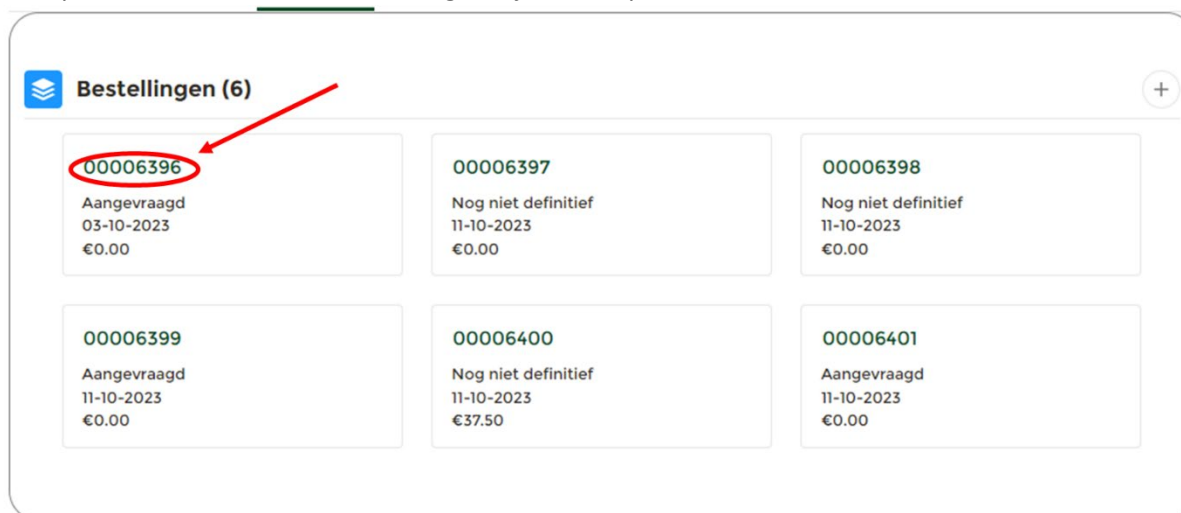 Bestellingen (6)
00006396
Aangevraagd
03-10-2023
€0.00
00006397
Nog niet definitief
11-10-2023
€0.00
00006398
Nog niet definitief
11-10-2023
€0.00
00006399
Aangevraagd
11-10-2023
€0.00
00006400
Nog niet definitief
11-10-2023
€37.50
00006401
Aangevraagd
11-10-2023
€0.00